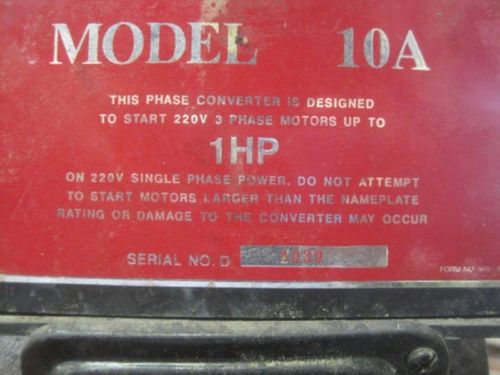 MODEL 10A
THIS PHASE CONVERTER IS DESIGNED
TO START 220V 3 PHASE MOTORS UP TO
1HP
ON 220V SINGLE PHASE POWER. DO NOT ATTEMPT
TO START MOTORS LARGER THAN THE NAMEPLATE
RATING OR DAMAGE TO THE CONVERTER MAY OCCUR
SERIAL NO. D
FORM NO.